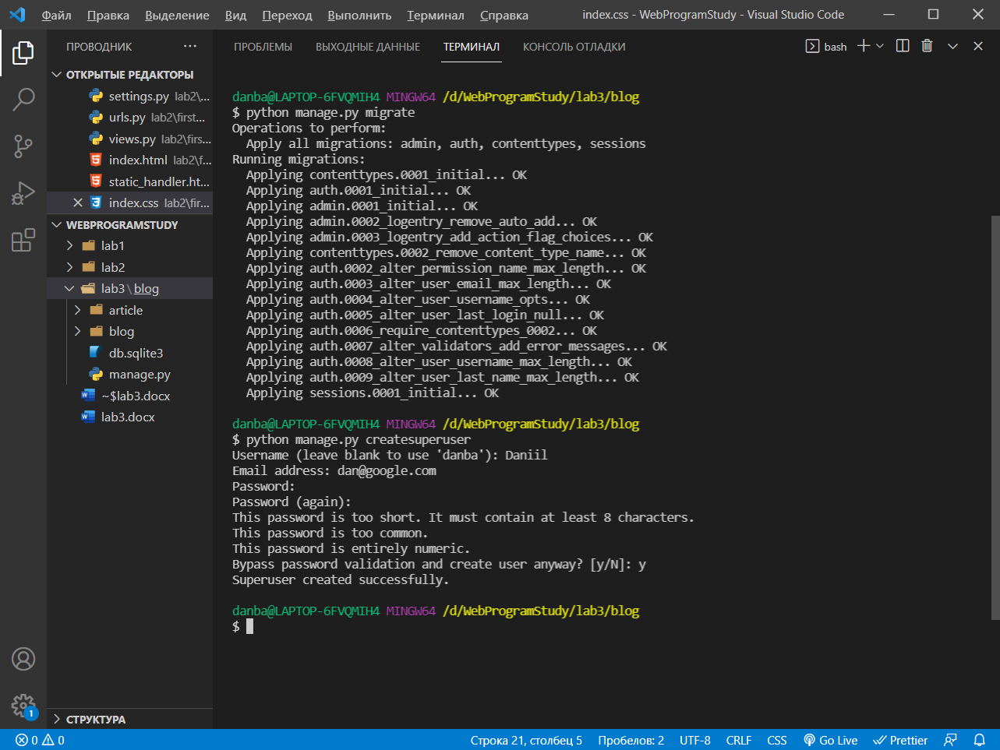 Файл Правка Выделение Вид Переход Выполнить Терминал Справка index.css - WebProgramStudy - Visual Studio Code
ПРОВОДНИК ···
ОТКРЫТЫЕ РЕДАКТОРЫ
settings.py lab2\...
urls.py lab2\first...
views.py lab2\firs...
index.html lab2\f...
static_handler.ht...
index.css lab2\fir...
WEBPROGRAMSTUDY
lab1
lab2
lab3\blog
article
blog
db.sqlite3
manage.py
~$lab3.docx
lab3.docx
СТРУКТУРА
1
ПРОБЛЕМЫ ВЫХОДНЫЕ ДАННЫЕ ТЕРМИНАЛ КОНСОЛЬ ОТЛАДКИ bash
danba@LAPTOP-6FVQMIH4 MINGW64 /d/WebProgramStudy/lab3/blog
$ python manage.py migrate
Operations to perform:
  Apply all migrations: admin, auth, contenttypes, sessions
Running migrations:
  Applying contenttypes.0001_initial... OK
  Applying auth.0001_initial... OK
  Applying admin.0001_initial... OK
  Applying admin.0002_logentry_remove_auto_add... OK
  Applying admin.0003_logentry_add_action_flag_choices... OK
  Applying contenttypes.0002_remove_content_type_name... OK
  Applying auth.0002_alter_permission_name_max_length... OK
  Applying auth.0003_alter_user_email_max_length... OK
  Applying auth.0004_alter_user_username_opts... OK
  Applying auth.0005_alter_user_last_login_null... OK
  Applying auth.0006_require_contenttypes_0002... OK
  Applying auth.0007_alter_validators_add_error_messages... OK
  Applying auth.0008_alter_user_username_max_length... OK
  Applying auth.0009_alter_user_last_name_max_length... OK
  Applying sessions.0001_initial... OK
danba@LAPTOP-6FVQMIH4 MINGW64 /d/WebProgramStudy/lab3/blog
$ python manage.py createsuperuser
Username (leave blank to use 'danba'): Daniil
Email address: dan@google.com
Password:
Password (again):
This password is too short. It must contain at least 8 characters.
This password is too common.
This password is entirely numeric.
Bypass password validation and create user anyway? [y/N]: y
Superuser created successfully.
danba@LAPTOP-6FVQMIH4 MINGW64 /d/WebProgramStudy/lab3/blog
$
0 0 Строка 21, столбец 5 Пробелов: 2 UTF-8 CRLF CSS Go Live Prettier